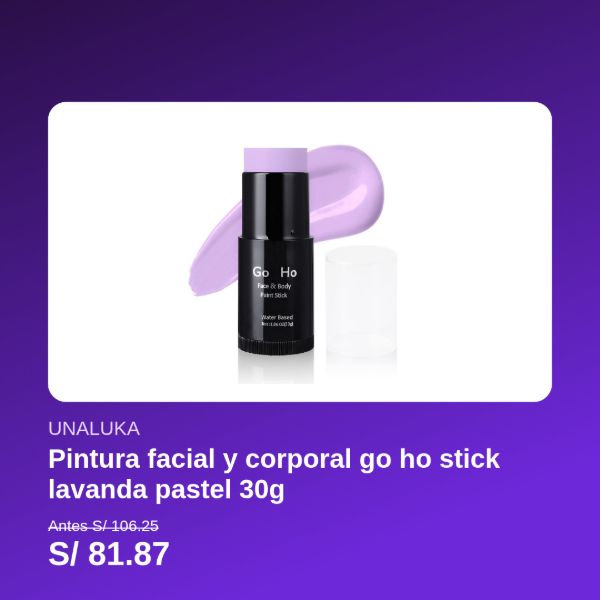 Go Ho
Face & Body
Paint Stick
Water Based
UNALUKA
Pintura facial y corporal go ho stick
lavanda pastel 30g
Antes S/ 106.25
S/ 81.87